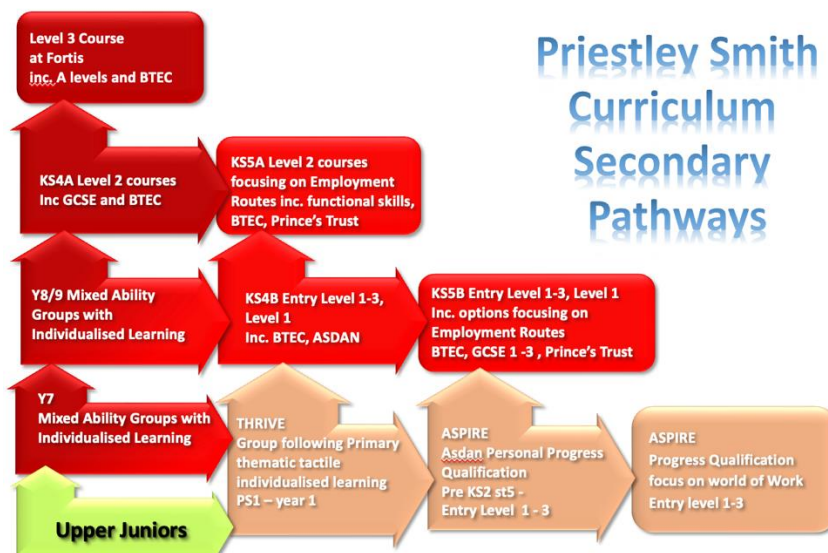 Priestley Smith
Curriculum
Secondary
Pathways
Level 3 Course
at Fortis
inc. A levels and BTEC
KS4A Level 2 courses
Inc GCSE and BTEC
KS5A Level 2 courses
focusing on Employment
Routes inc. functional skills,
BTEC, Prince's Trust
Y8/9 Mixed Ability
Groups with
Individualised Learning
KS4B Entry Level 1-3,
Level 1
Inc. BTEC, ASDAN
KS5B Entry Level 1-3, Level 1
Inc. options focusing on
Employment Routes
BTEC, GCSE 1 -3 , Prince's Trust
Y7
Mixed Ability Groups with
Individualised Learning
THRIVE
Group following Primary
thematic tactile
individualised learning
PS1 – year 1
ASPIRE
Asdan Personal Progress
Qualification
Pre KS2 st5 -
Entry Level 1 - 3
ASPIRE
Progress Qualification
focus on world of Work
Entry level 1-3
Upper Juniors